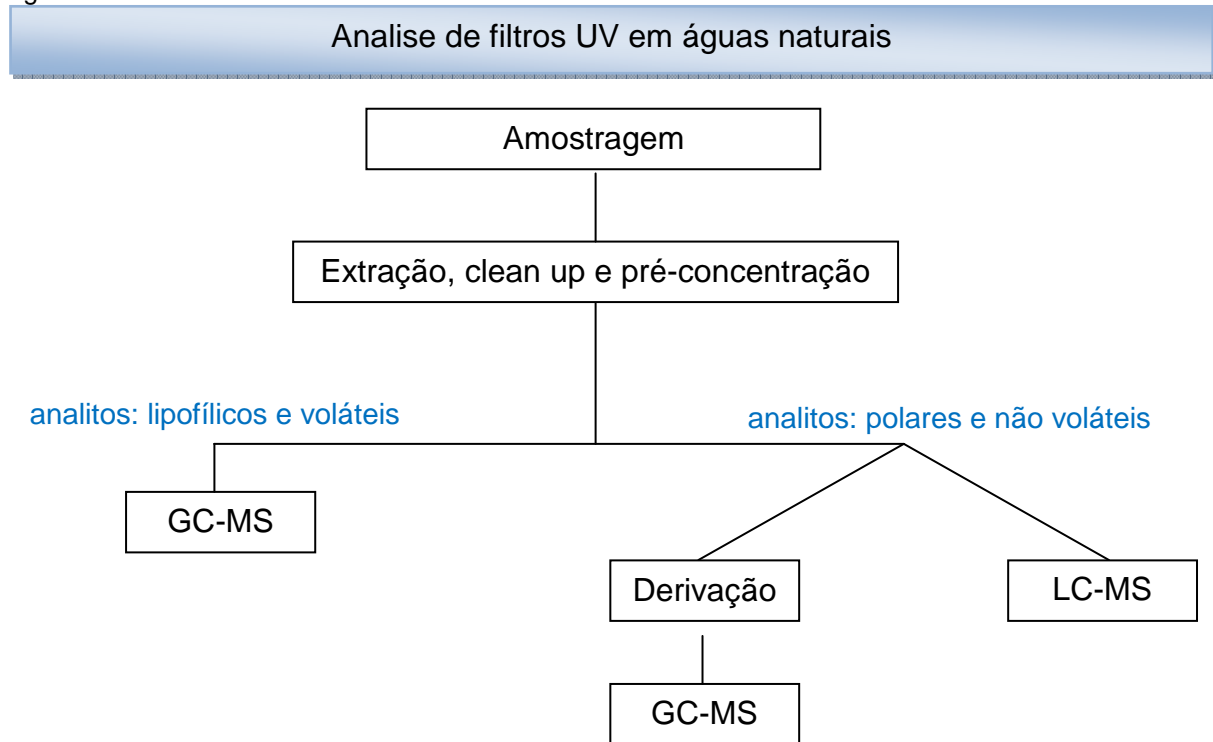 Analise de filtros UV em águas naturais
Amostragem
Extração, clean up e pré-concentração
analitos: lipofílicos e voláteis
analitos: polares e não voláteis
GC-MS
Derivação
LC-MS
GC-MS